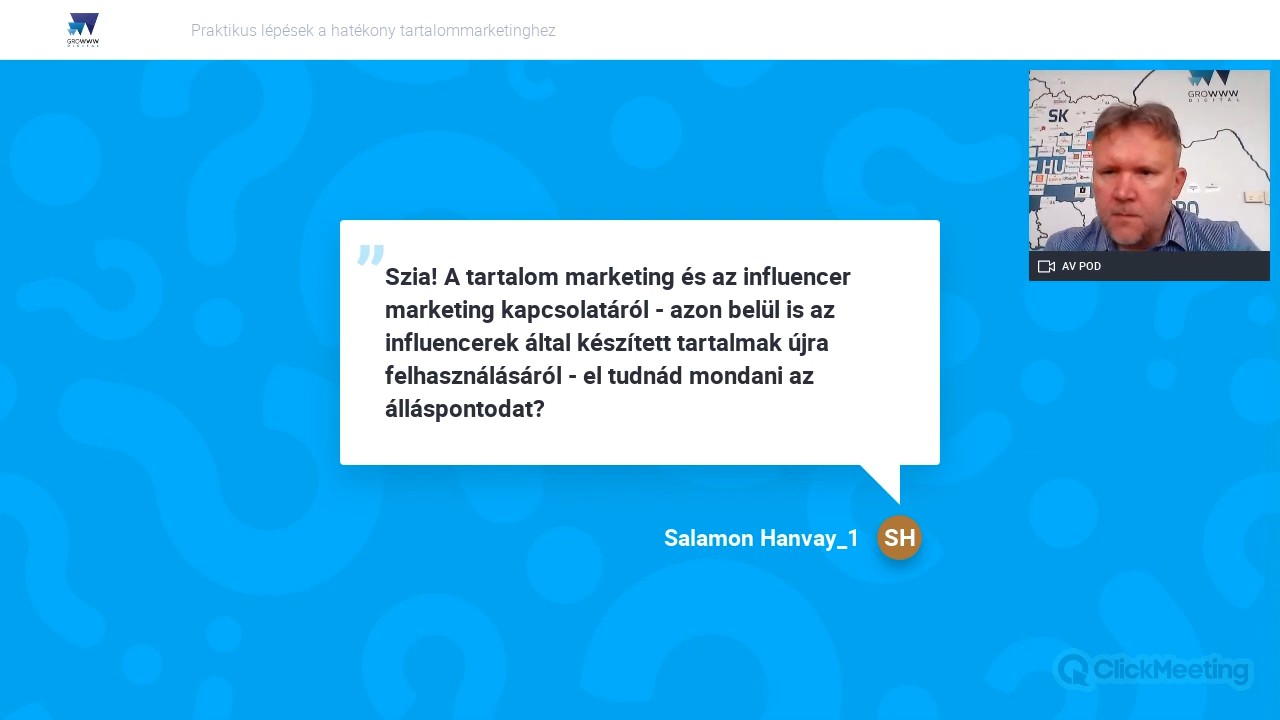 GROWWW
DIGITAL
Praktikus lépések a hatékony tartalommarketinghez
GROWWW
DIGITAL
SK
HU
RO
AV POD
Szia! A tartalom marketing és az influencer
marketing kapcsolatáról - azon belül is az
influencerek által készített tartalmak újra
felhasználásáról - el tudnád mondani az
álláspontodat?
Salamon Hanvay_1
SH
ClickMeeting